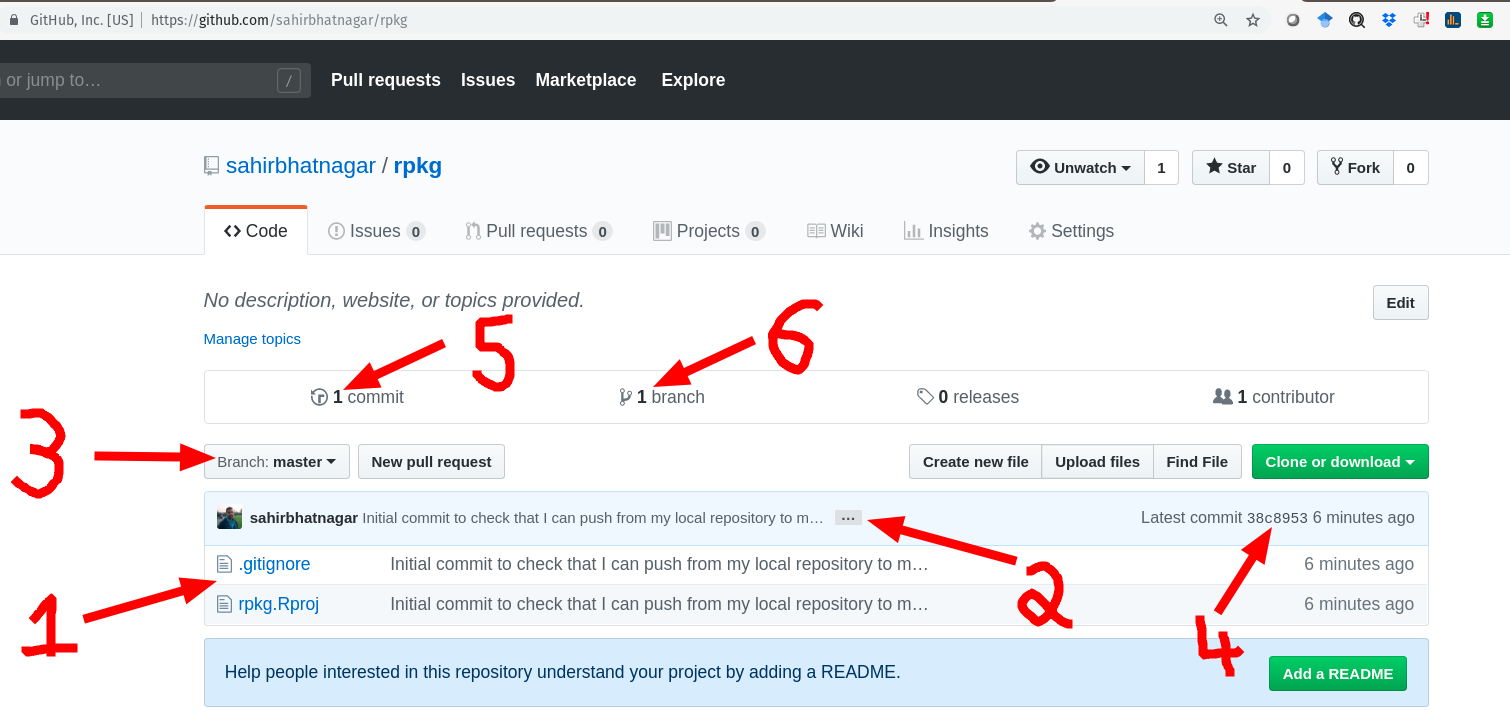 GitHub, Inc. [US] https://github.com/sahirbhatnagar/rpkg
or jump to… / Pull requests Issues Marketplace Explore
sahirbhatnagar / rpkg Unwatch 1 Star 0 Fork 0
Code Issues 0 Pull requests 0 Projects 0 Wiki Insights Settings
No description, website, or topics provided. Edit
Manage topics
5 6
1 commit 1 branch 0 releases 1 contributor
3 Branch: master New pull request Create new file Upload files Find File Clone or download
sahirbhatnagar Initial commit to check that I can push from my local repository to m… … Latest commit 38c8953 6 minutes ago
.gitignore Initial commit to check that I can push from my local repository to m… 6 minutes ago
1 2 4
rpkg.Rproj Initial commit to check that I can push from my local repository to m… 6 minutes ago
Help people interested in this repository understand your project by adding a README. Add a README